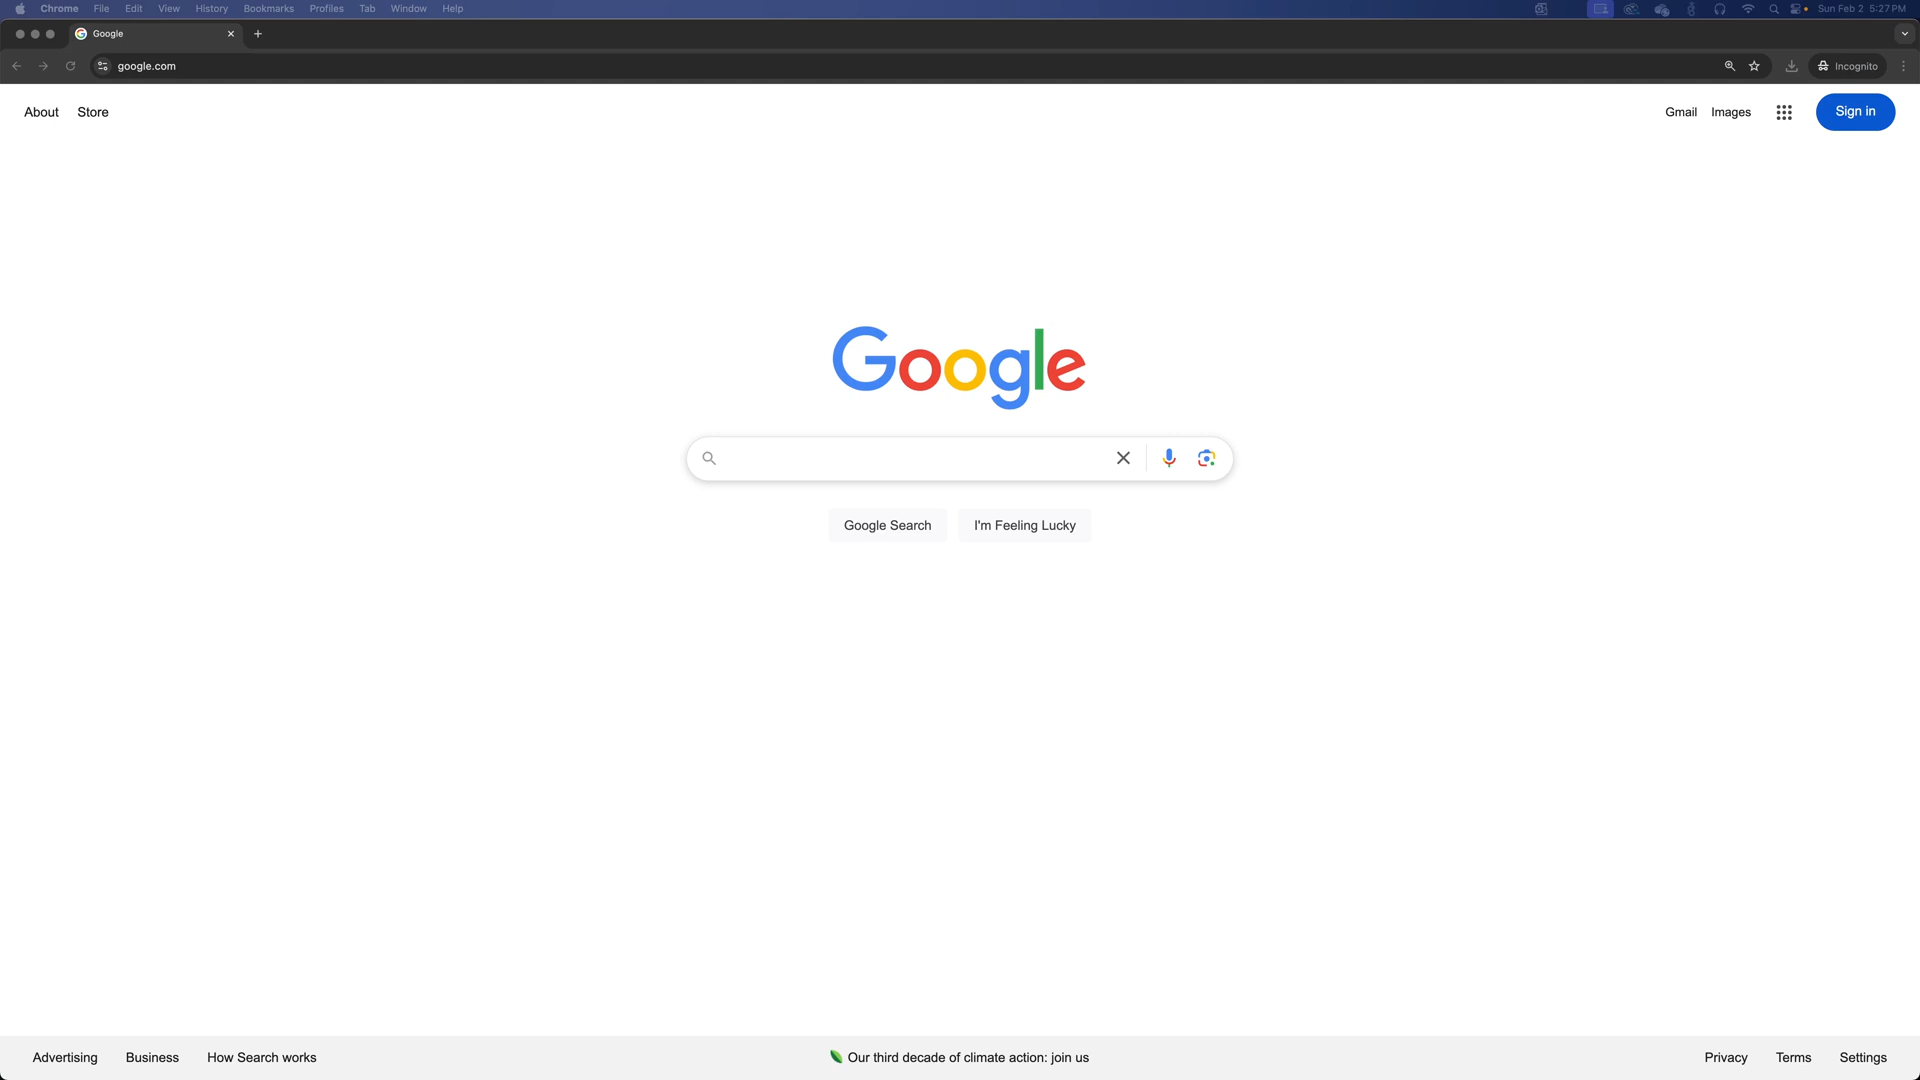 Chrome File Edit View History Bookmarks Profiles Tab Window Help Sun Feb 2 5:27 PM
Google
google.com Incognito
About Store Gmail Images Sign in
Google
Google Search I'm Feeling Lucky
Advertising Business How Search works Our third decade of climate action: join us Privacy Terms Settings